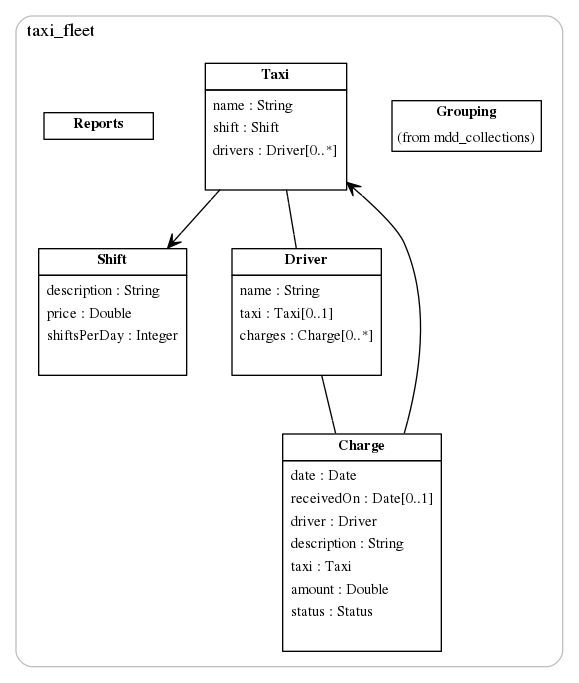 taxi_fleet
Taxi
name : String
shift : Shift
drivers : Driver[0..*]
Reports
Grouping
(from mdd_collections)
Shift
description : String
price : Double
shiftsPerDay : Integer
Driver
name : String
taxi : Taxi[0..1]
charges : Charge[0..*]
Charge
date : Date
receivedOn : Date[0..1]
driver : Driver
description : String
taxi : Taxi
amount : Double
status : Status